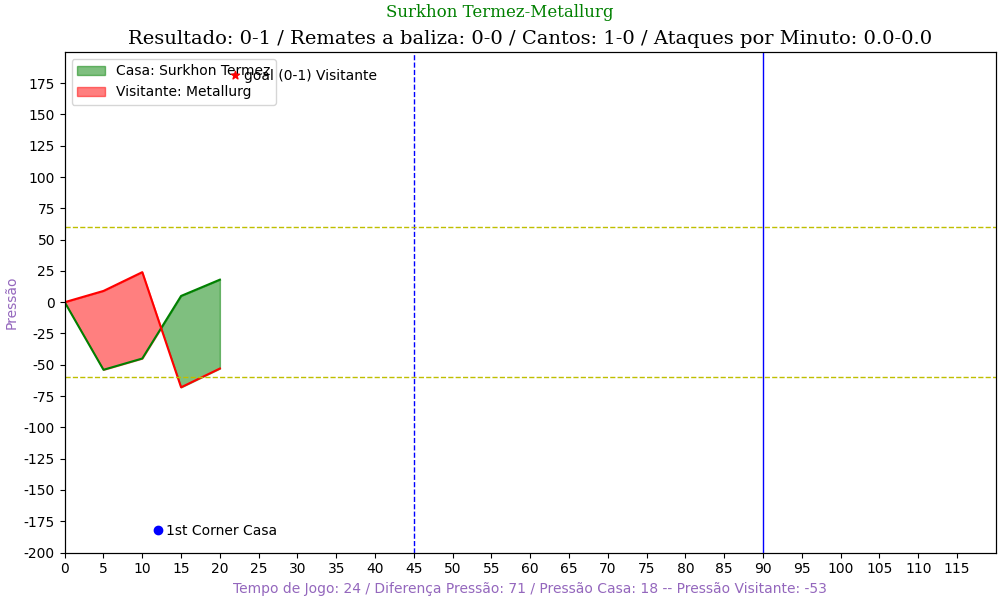 Surkhon Termez-Metallurg
Resultado: 0-1 / Remates a baliza: 0-0 / Cantos: 1-0 / Ataques por Minuto: 0.0-0.0
Casa: Surkhon Termez
Visitante: Metallurg
goal (0-1) Visitante
175
150
125
100
75
50
25
0
-25
-50
-75
-100
-125
-150
-175
-200
Pressão
1st Corner Casa
0 5 10 15 20 25 30 35 40 45 50 55 60 65 70 75 80 85 90 95 100 105 110 115
Tempo de Jogo: 24 / Diferença Pressão: 71 / Pressão Casa: 18 -- Pressão Visitante: -53